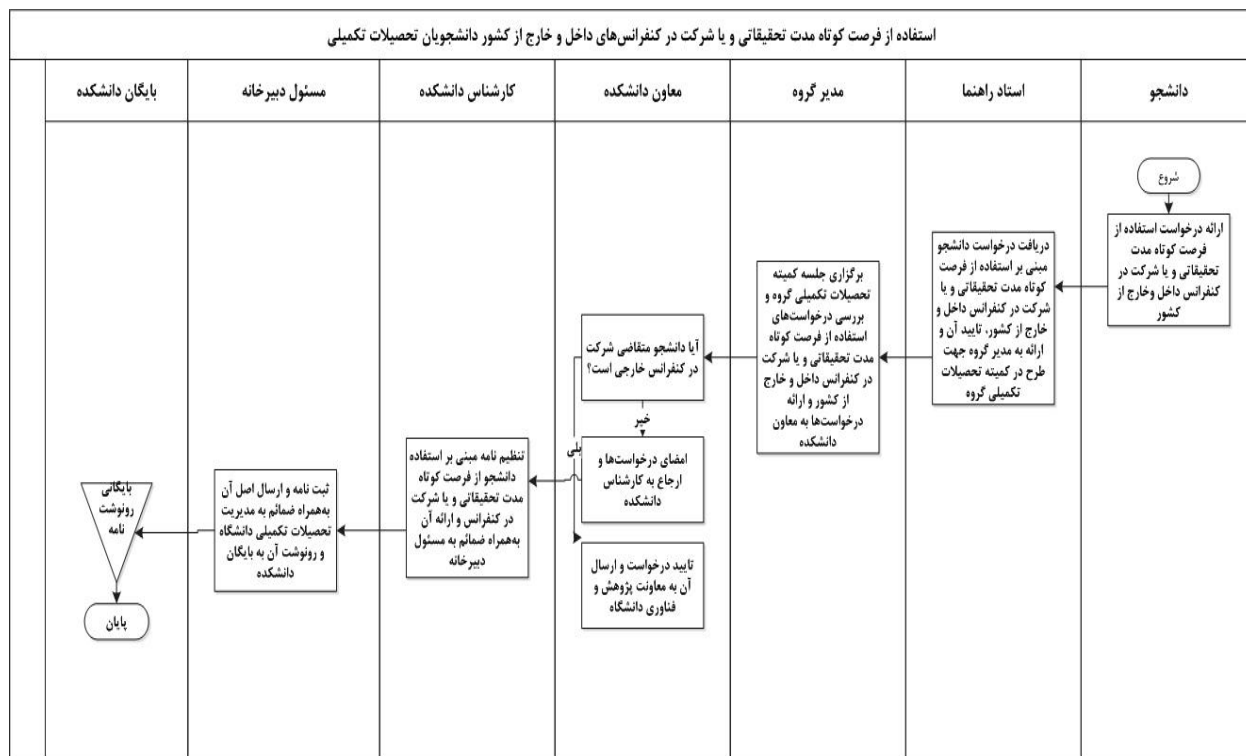 استفاده از فرصت کوتاه مدت تحقیقاتی و یا شرکت در کنفرانس‌های داخل و خارج از کشور دانشجویان تحصیلات تکمیلی
دانشجو
استاد راهنما
مدیر گروه
معاون دانشکده
کارشناس دانشکده
مسئول دبیرخانه
بایگان دانشکده
شروع
ارائه درخواست استفاده از
فرصت کوتاه مدت
تحقیقاتی و یا شرکت در
کنفرانس داخل وخارج از
کشور
دریافت درخواست دانشجو
مبنی بر استفاده از فرصت
کوتاه مدت تحقیقاتی و یا
شرکت در کنفرانس داخل و
خارج از کشور، تایید آن و
ارائه به مدیر گروه جهت
طرح در کمیته تحصیلات
تکمیلی گروه
برگزاری جلسه کمیته
تحصیلات تکمیلی گروه و
بررسی درخواست‌های
استفاده از فرصت کوتاه
مدت تحقیقاتی و یا شرکت
در کنفرانس داخل و خارج
از کشور و ارائه
درخواست‌ها به معاون
دانشکده
آیا دانشجو متقاضی شرکت
در کنفرانس خارجی است؟
خیر
بلی
امضای درخواست‌ها و
ارجاع به کارشناس
دانشکده
تایید درخواست و ارسال
آن به معاونت پژوهش و
فناوری دانشگاه
تنظیم نامه مبنی بر استفاده
دانشجو از فرصت کوتاه
مدت تحقیقاتی و یا شرکت
در کنفرانس و ارائه آن
به‌همراه ضمائم به مسئول
دبیرخانه
ثبت نامه و ارسال اصل آن
به‌همراه ضمائم به مدیریت
تحصیلات تکمیلی دانشگاه
و رونوشت آن به بایگان
دانشکده
بایگانی
رونوشت
نامه
پایان